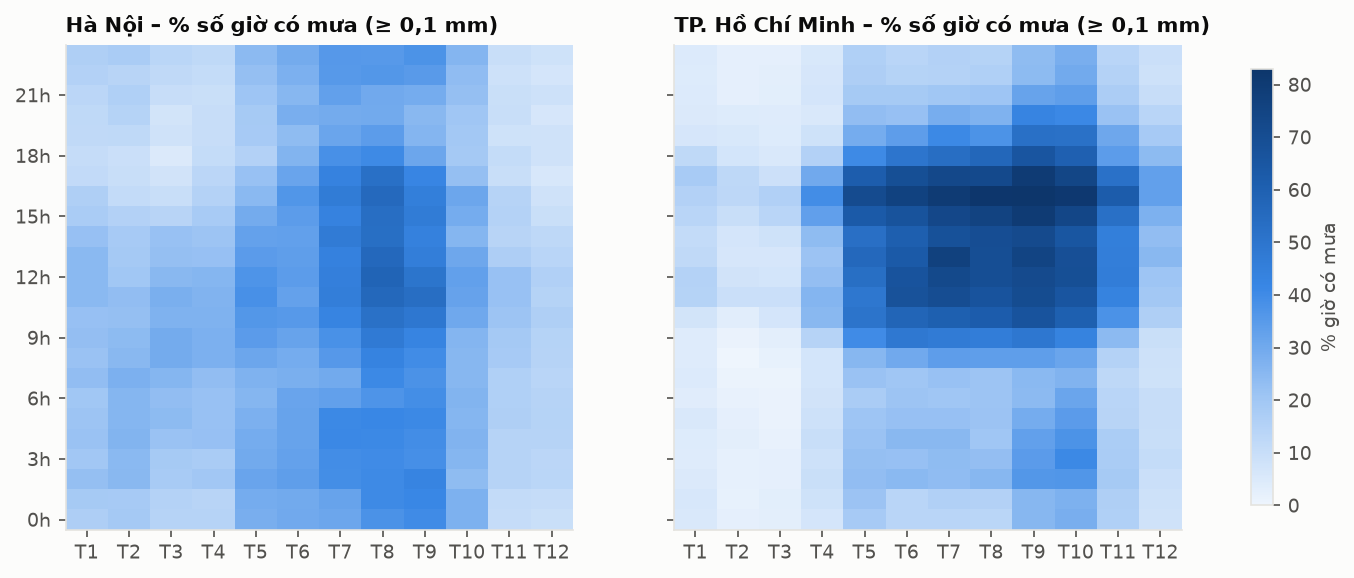 Hà Nội – % số giờ có mưa (≥ 0,1 mm)
21h
18h
15h
12h
9h
6h
3h
0h
T1 T2 T3 T4 T5 T6 T7 T8 T9 T10 T11 T12
TP. Hồ Chí Minh – % số giờ có mưa (≥ 0,1 mm)
T1 T2 T3 T4 T5 T6 T7 T8 T9 T10 T11 T12
80
70
60
50
40
30
20
10
0
% giờ có mưa